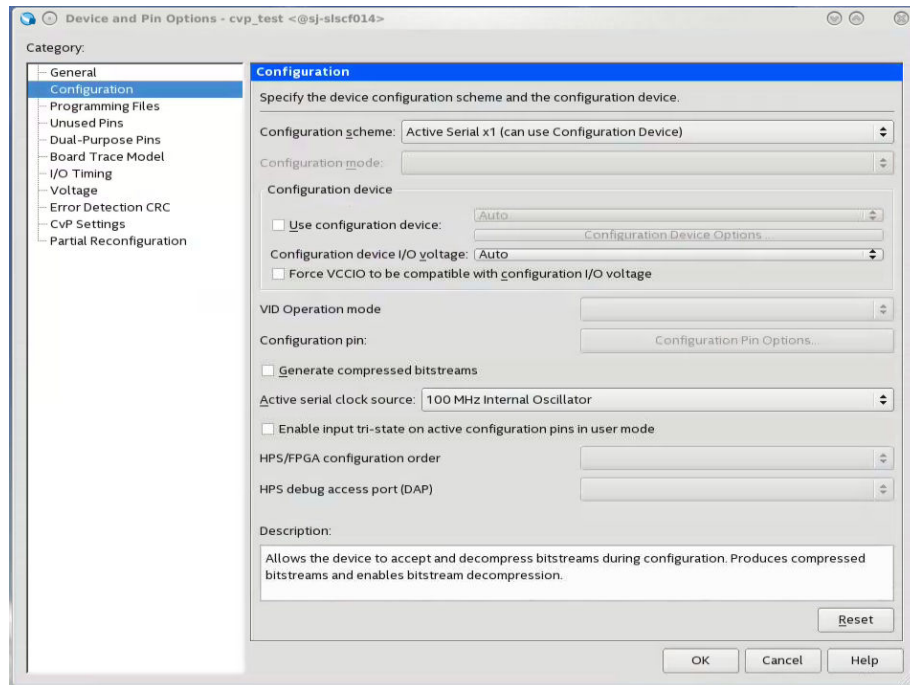 Device and Pin Options - cvp_test <@sj-slscf014>
Category:
General
Configuration
Programming Files
Unused Pins
Dual-Purpose Pins
Board Trace Model
I/O Timing
Voltage
Error Detection CRC
CvP Settings
Partial Reconfiguration
Configuration
Specify the device configuration scheme and the configuration device.
Configuration scheme: Active Serial x1 (can use Configuration Device)
Configuration mode:
Configuration device
Use configuration device: Auto
Configuration Device Options ...
Configuration device I/O voltage: Auto
Force VCCIO to be compatible with configuration I/O voltage
VID Operation mode
Configuration pin: Configuration Pin Options...
Generate compressed bitstreams
Active serial clock source: 100 MHz Internal Oscillator
Enable input tri-state on active configuration pins in user mode
HPS/FPGA configuration order
HPS debug access port (DAP)
Description:
Allows the device to accept and decompress bitstreams during configuration. Produces compressed
bitstreams and enables bitstream decompression.
Reset
OK Cancel Help